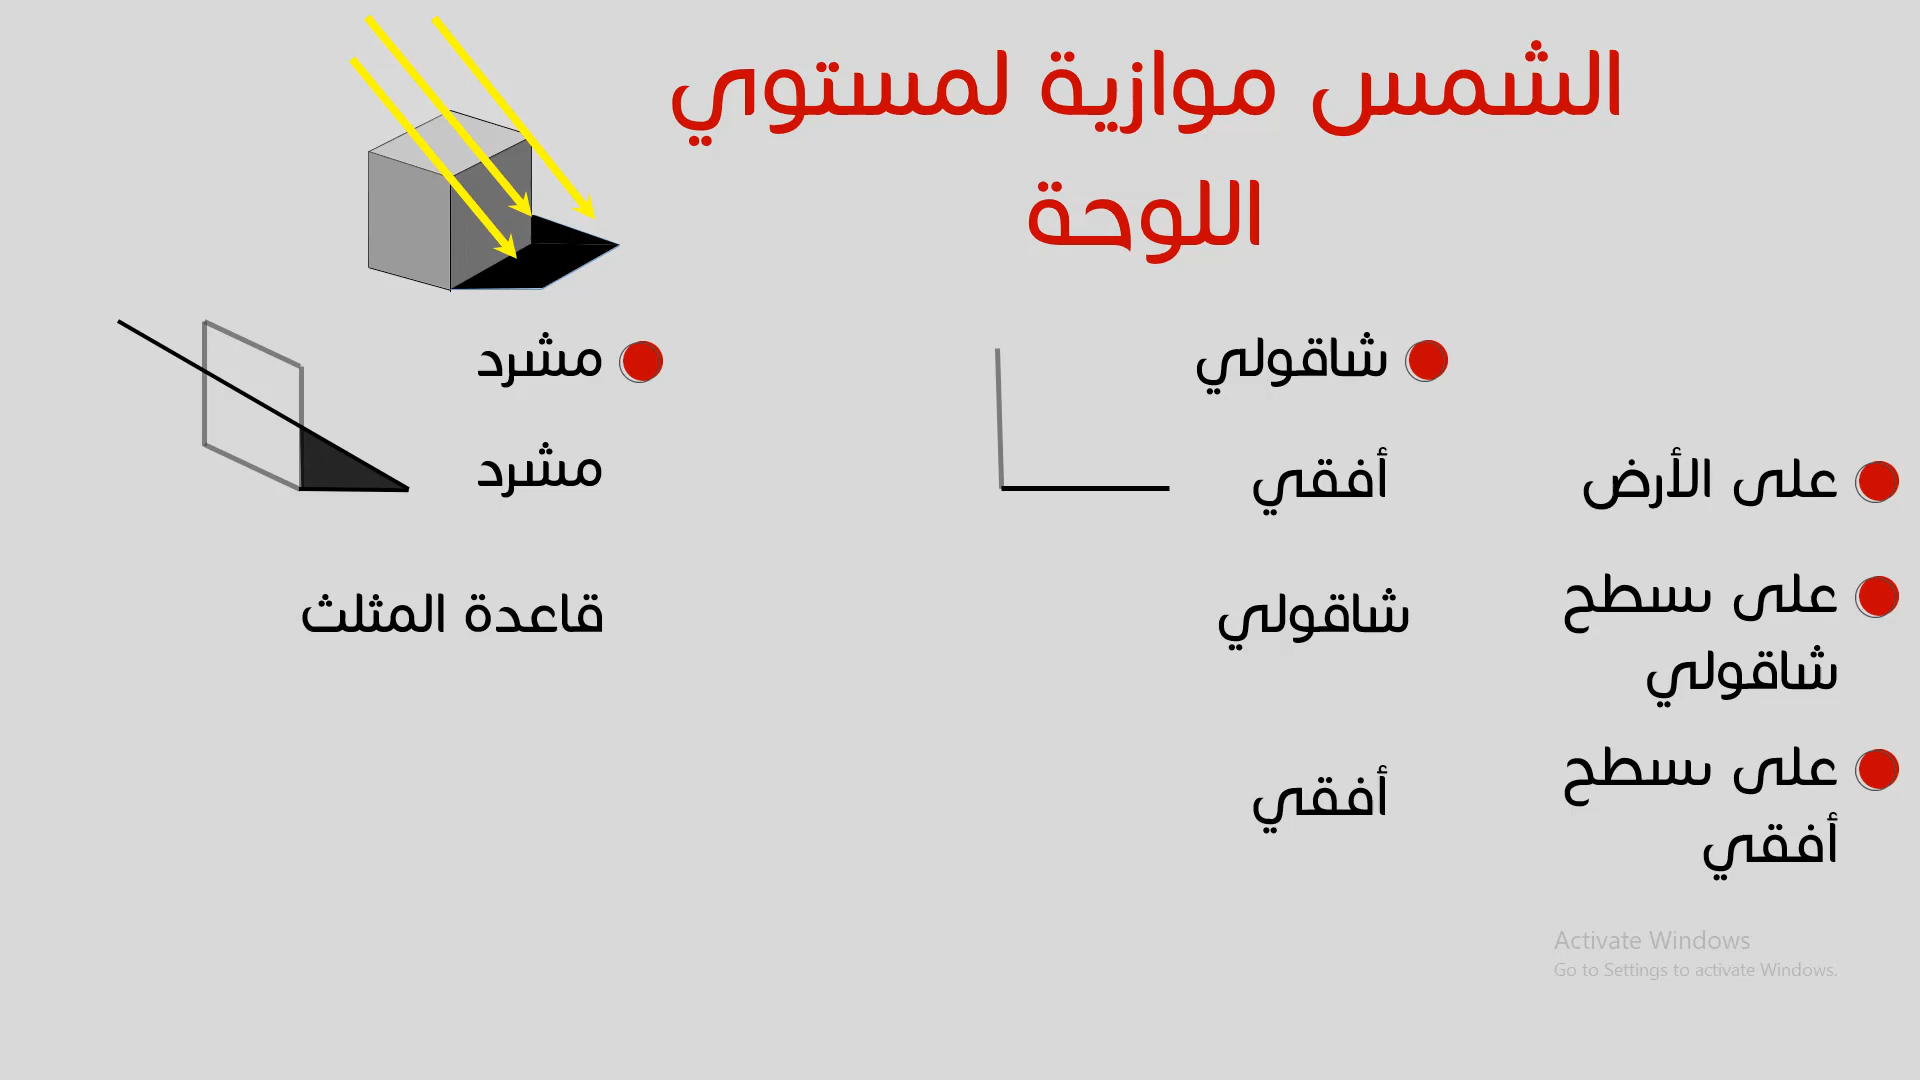 الشمس موازية لمستوي
اللوحة
شاقولي
مشرد
على الأرض
أفقي
مشرد
على سطح
شاقولي
شاقولي
قاعدة المثلث
على سطح
أفقي
أفقي
Activate Windows
Go to Settings to activate Windows.